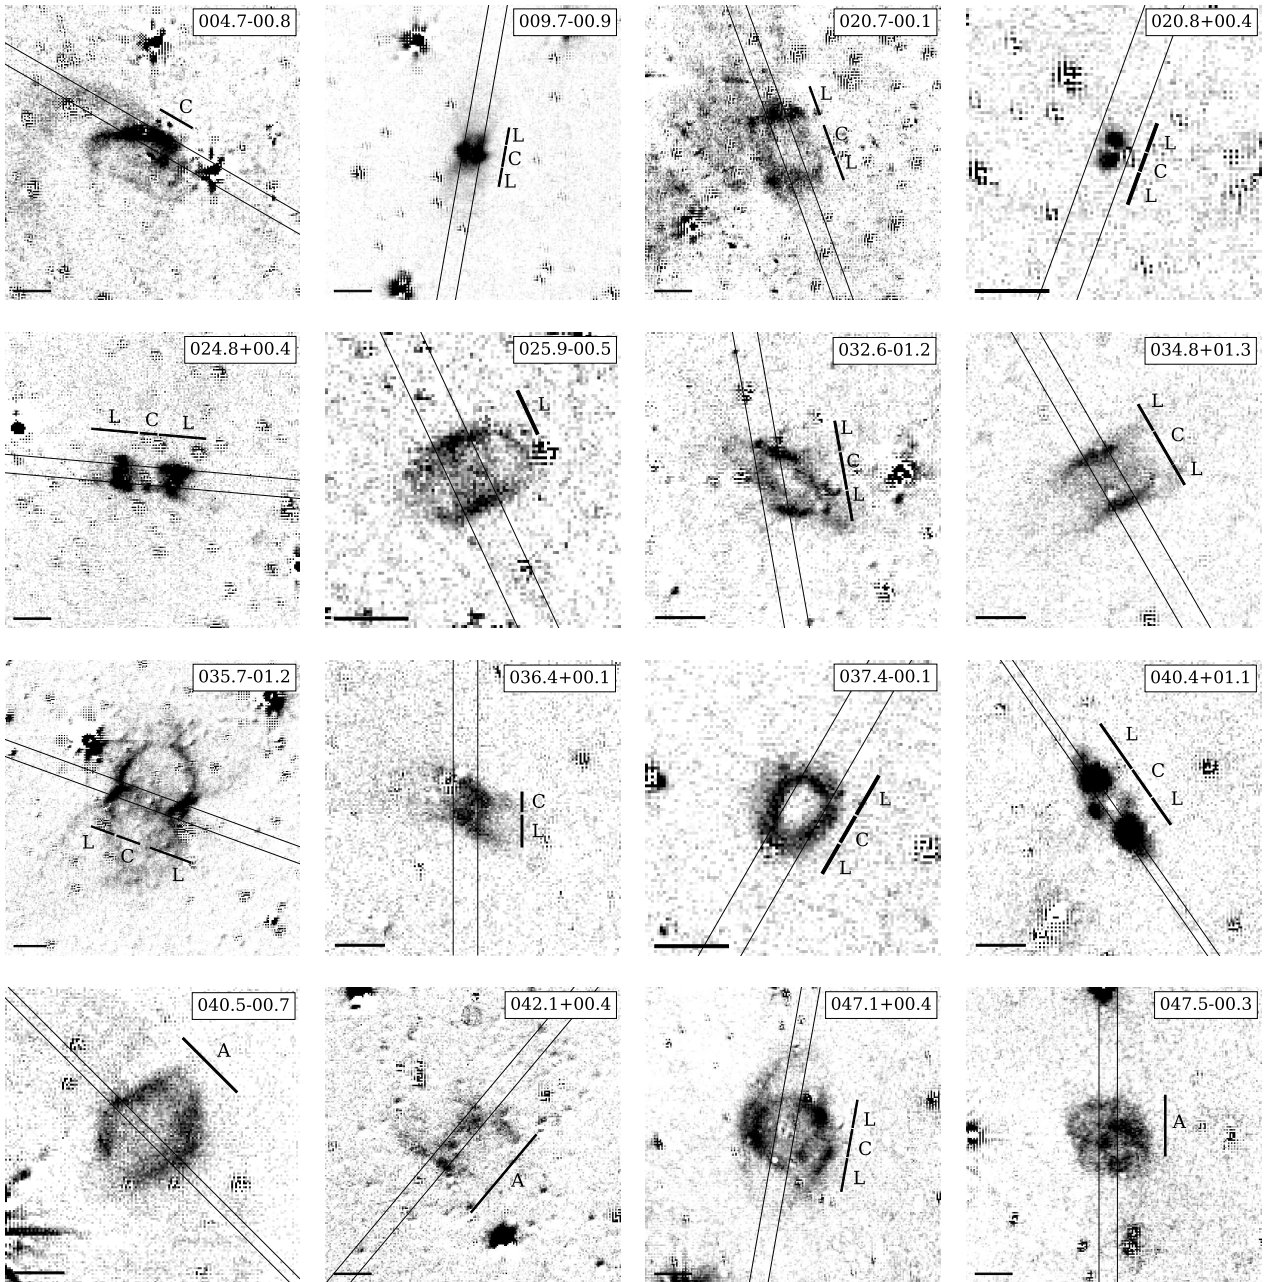 004.7-00.8
C
009.7-00.9
L
C
L
020.7-00.1
L
C
L
020.8+00.4
L
C
L
024.8+00.4
L C L
025.9-00.5
L
032.6-01.2
L
C
L
034.8+01.3
L
C
L
035.7-01.2
L
C
L
036.4+00.1
C
L
037.4-00.1
L
C
L
040.4+01.1
L
C
L
040.5-00.7
A
042.1+00.4
A
047.1+00.4
L
C
L
047.5-00.3
A